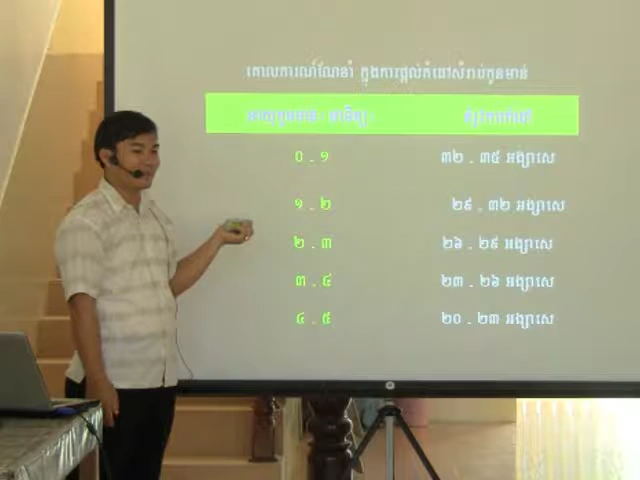 គោលការណ៍ណែនាំ ក្នុងការផ្តល់កំដៅសំរាប់កូនមាន់
០ . ១ ៣២ . ៣៥ អង្សាសេ
១ . ២ ២៩ . ៣២ អង្សាសេ
២ . ៣ ២៦ . ២៩ អង្សាសេ
៣ . ៤ ២៣ . ២៦ អង្សាសេ
៤ . ៥ ២០ . ២៣ អង្សាសេ